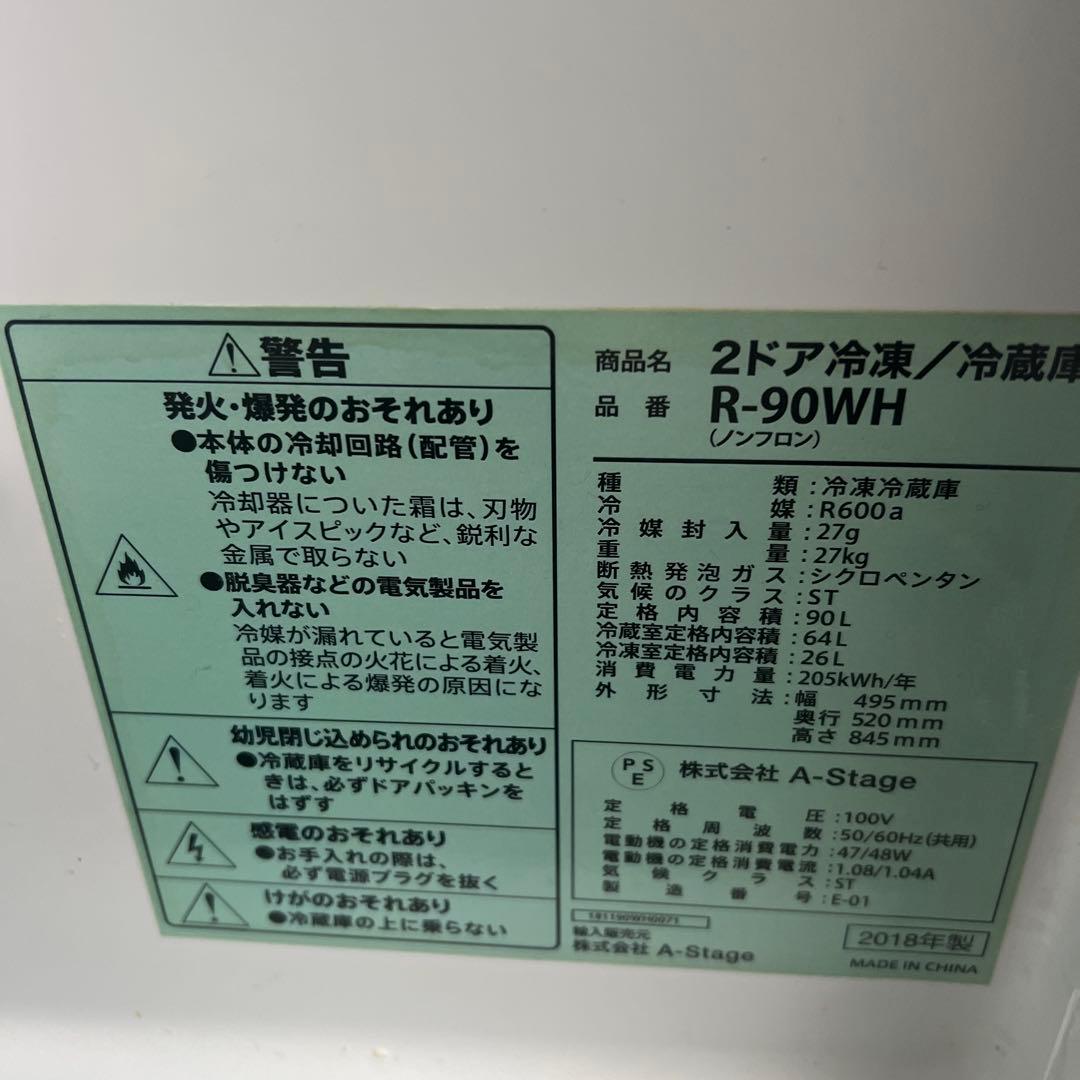 警告
発火・爆発のおそれあり
●本体の冷却回路(配管)を
傷つけない
冷却器についた霜は、刃物
やアイスピックなど、鋭利な
金属で取らない
●脱臭器などの電気製品を
入れない
冷媒が漏れていると電気製
品の接点の火花による着火、
着火による爆発の原因にな
ります
幼児閉じ込められのおそれあり
●冷蔵庫をリサイクルすると
きは、必ずドアパッキンを
はずす
感電のおそれあり
●お手入れの際は、
必ず電源プラグを抜く
けがのおそれあり
●冷蔵庫の上に乗らない
商品名 2ドア冷凍/冷蔵庫
品番 R-90WH
(ノンフロン)
種類:冷凍冷蔵庫
冷媒:R600a
冷媒封入量:27g
重量:27kg
断熱発泡ガス:シクロペンタン
気候のクラス:ST
定格内容積:90L
冷蔵室定格内容積:64L
冷凍室定格内容積:26L
消費電力量:205kWh/年
外形寸法:幅 495mm
奥行 520mm
高さ 845mm
PSE 株式会社 A-Stage
定格電圧:100V
定格周波数:50/60Hz(共用)
電動機の定格消費電力:47/48W
電動機の定格消費電流:1.08/1.04A
気候クラス:ST
製造番号:E-01
181190WH0071
輸入販売元
株式会社 A-Stage
2018年製
MADE IN CHINA